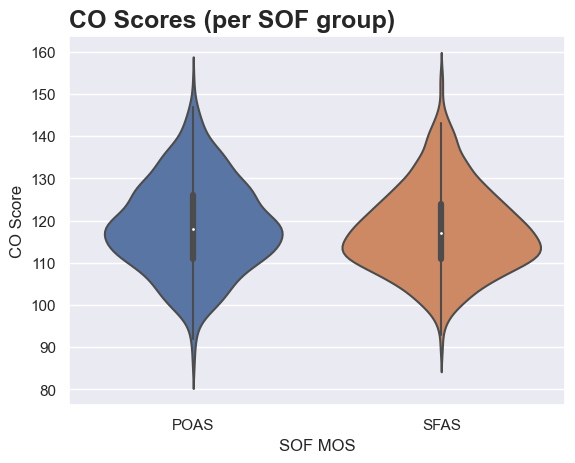 CO Scores (per SOF group)
160
150
140
130
120
110
100
90
80
CO Score
POAS
SFAS
SOF MOS